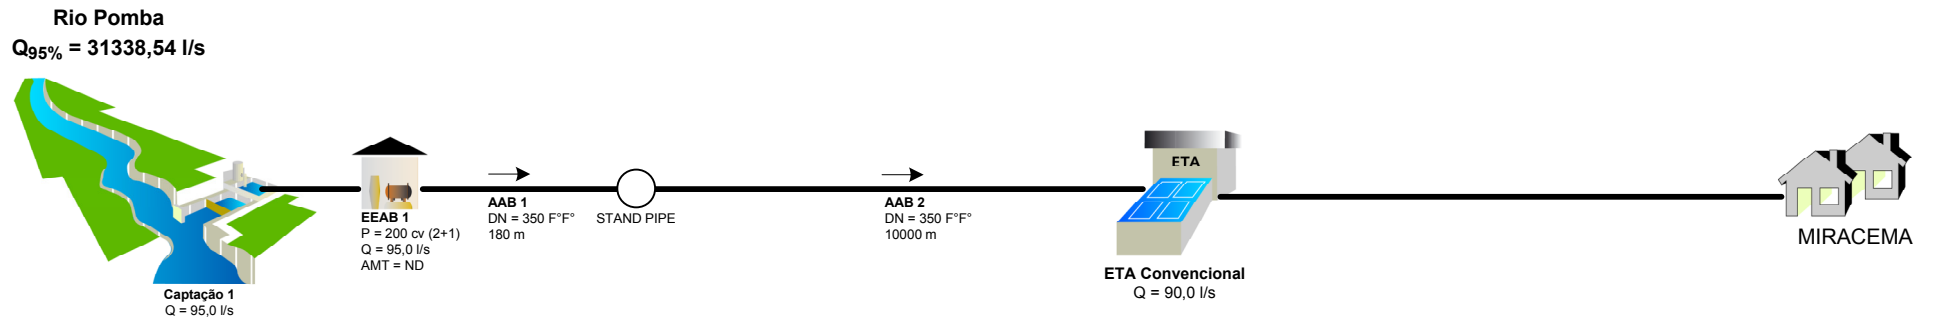 Rio Pomba
Q95% = 31338,54 l/s
EEAB 1
P = 200 cv (2+1)
Q = 95,0 l/s
AMT = ND
AAB 1
DN = 350 F°F°
180 m
STAND PIPE
AAB 2
DN = 350 F°F°
10000 m
ETA
ETA Convencional
Q = 90,0 l/s
MIRACEMA
Captação 1
Q = 95,0 l/s